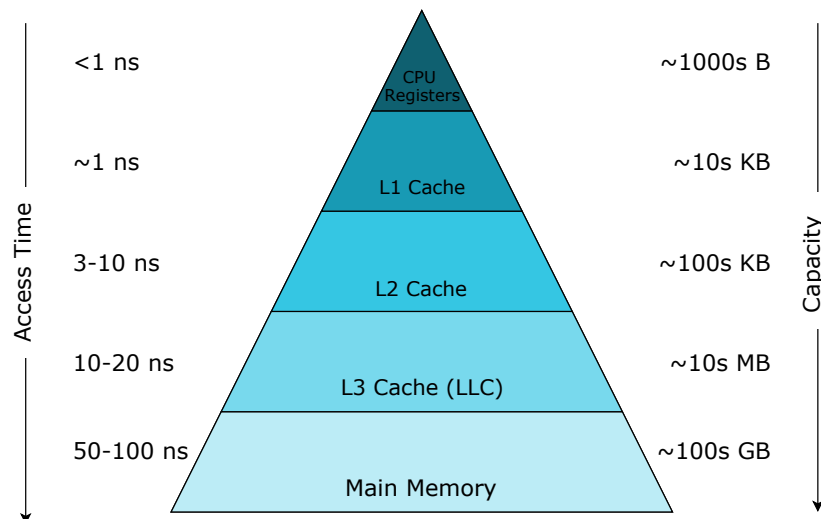 <1 ns
CPU
Registers
~1000s B
~1 ns
L1 Cache
~10s KB
Access Time
3-10 ns
L2 Cache
~100s KB
Capacity
10-20 ns
L3 Cache (LLC)
~10s MB
50-100 ns
Main Memory
~100s GB